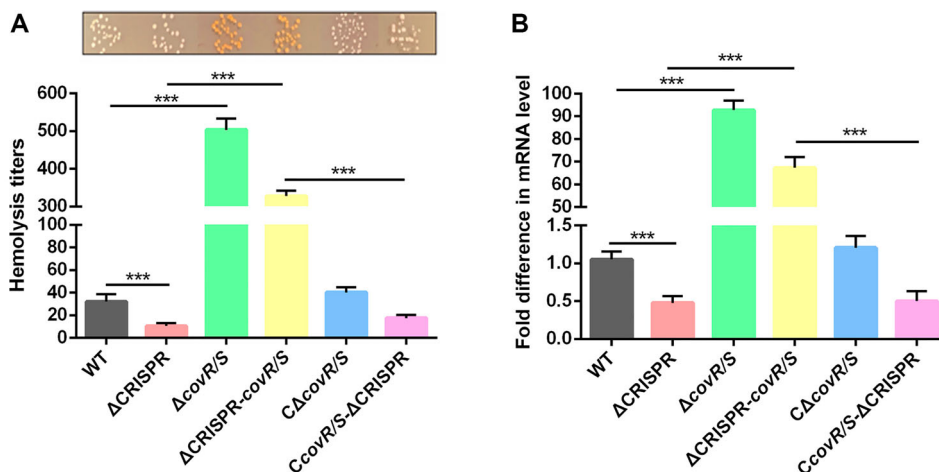 A
***
***
***
***
Hemolysis titers
600
500
400
300
100
80
60
40
20
0
WT
ΔCRISPR
ΔcovR/S
ΔCRISPR-covR/S
CΔcovR/S
CcovR/S-ΔCRISPR
B
***
***
***
***
Fold difference in mRNA level
100
90
80
70
60
50
1.5
1.0
0.5
0.0
WT
ΔCRISPR
ΔcovR/S
ΔCRISPR-covR/S
CΔcovR/S
CcovR/S-ΔCRISPR